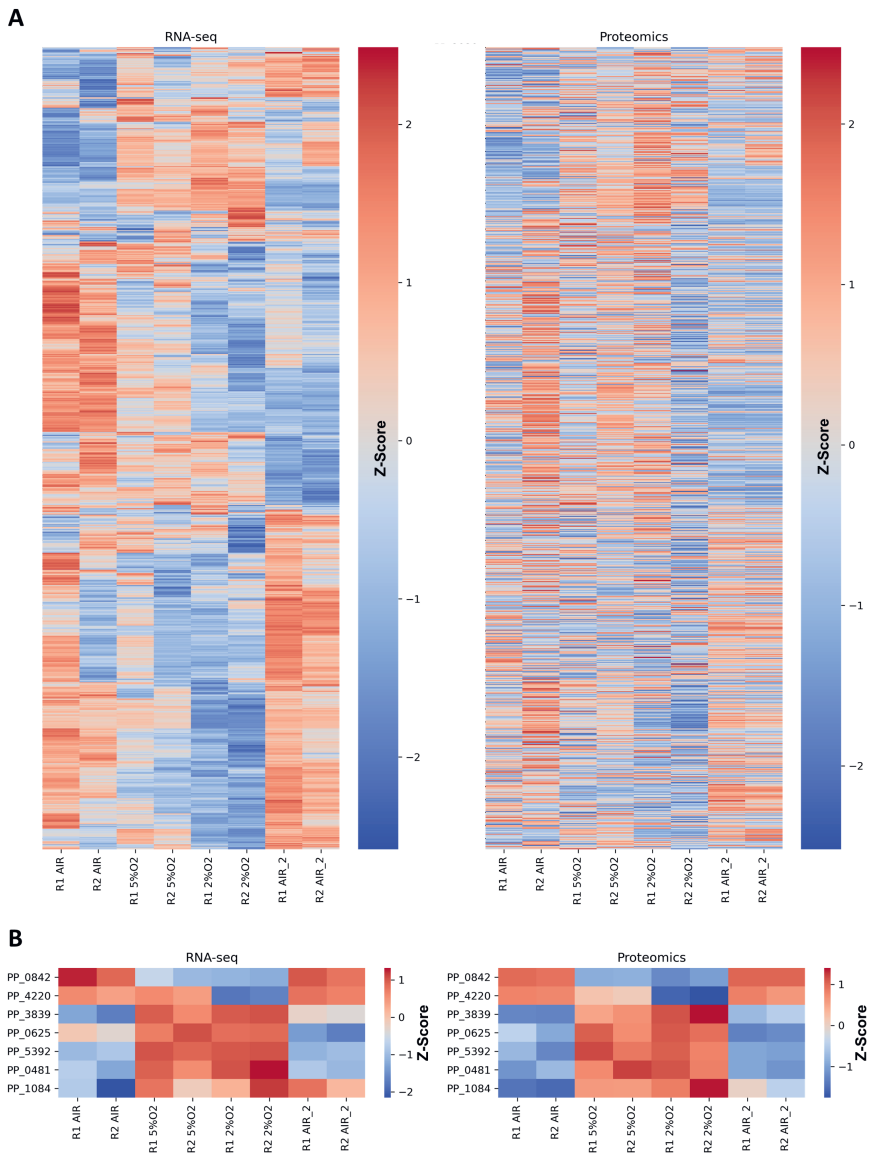 A
RNA-seq
Proteomics
2
1
0
−1
−2
Z-Score
2
1
0
−1
−2
Z-Score
R1 AIR
R2 AIR
R1 5%O2
R2 5%O2
R1 2%O2
R2 2%O2
R1 AIR_2
R2 AIR_2
R1 AIR
R2 AIR
R1 5%O2
R2 5%O2
R1 2%O2
R2 2%O2
R1 AIR_2
R2 AIR_2
B
RNA-seq
Proteomics
PP_0842
PP_4220
PP_3839
PP_0625
PP_5392
PP_0481
PP_1084
1
0
−1
−2
Z-Score
PP_0842
PP_4220
PP_3839
PP_0625
PP_5392
PP_0481
PP_1084
1
0
−1
Z-Score
R1 AIR
R2 AIR
R1 5%O2
R2 5%O2
R1 2%O2
R2 2%O2
R1 AIR_2
R2 AIR_2
R1 AIR
R2 AIR
R1 5%O2
R2 5%O2
R1 2%O2
R2 2%O2
R1 AIR_2
R2 AIR_2